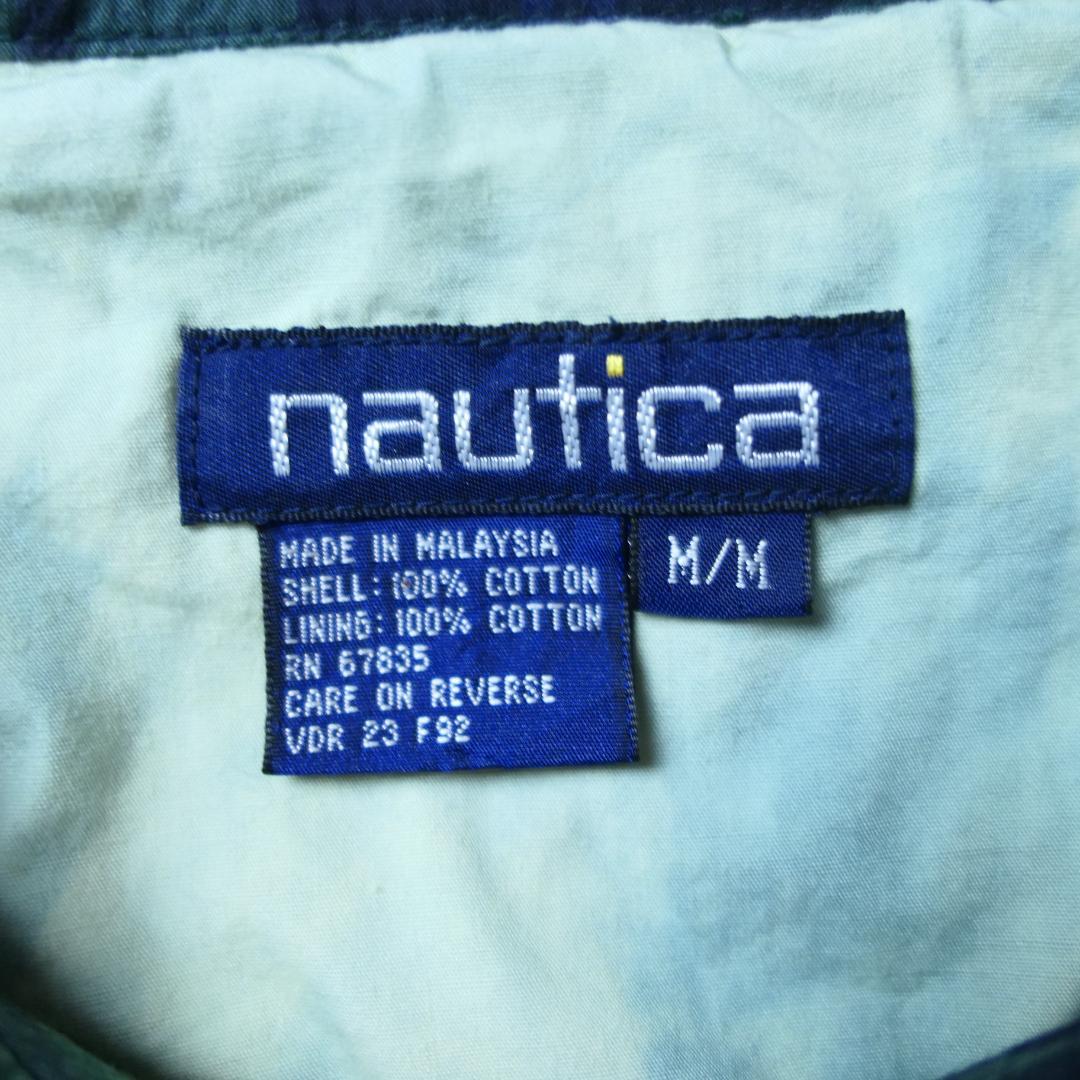 nautica
MADE IN MALAYSIA
SHELL: 100% COTTON
LINING: 100% COTTON
RN 67835
CARE ON REVERSE
VDR 23 F92
M/M